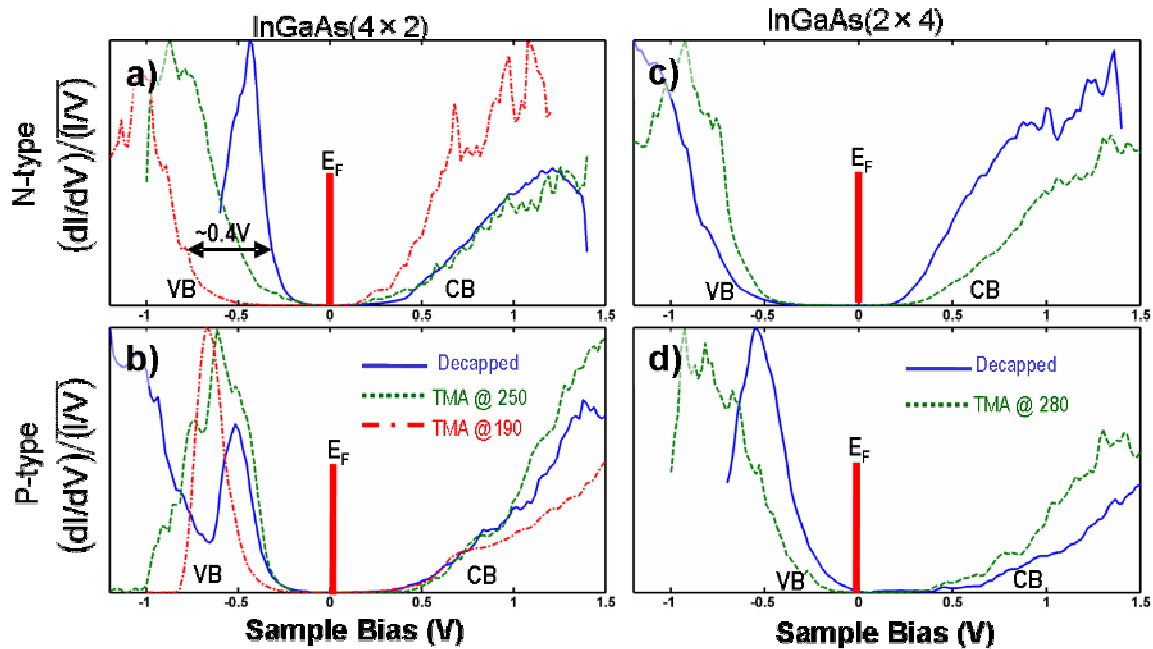 InGaAs(4×2)
InGaAs(2×4)
N-type
(dI/dV)/(I/V)
a)
E_F
~0.4V
VB
CB
-1
-0.5
0
0.5
1
1.5
c)
E_F
VB
CB
-1
-0.5
0
0.5
1
1.5
P-type
(dI/dV)/(I/V)
b)
Decapped
TMA @ 250
TMA @190
E_F
VB
CB
-1
-0.5
0
0.5
1
1.5
Sample Bias (V)
d)
Decapped
TMA @ 280
E_F
VB
CB
-1
-0.5
0
0.5
1
1.5
Sample Bias (V)